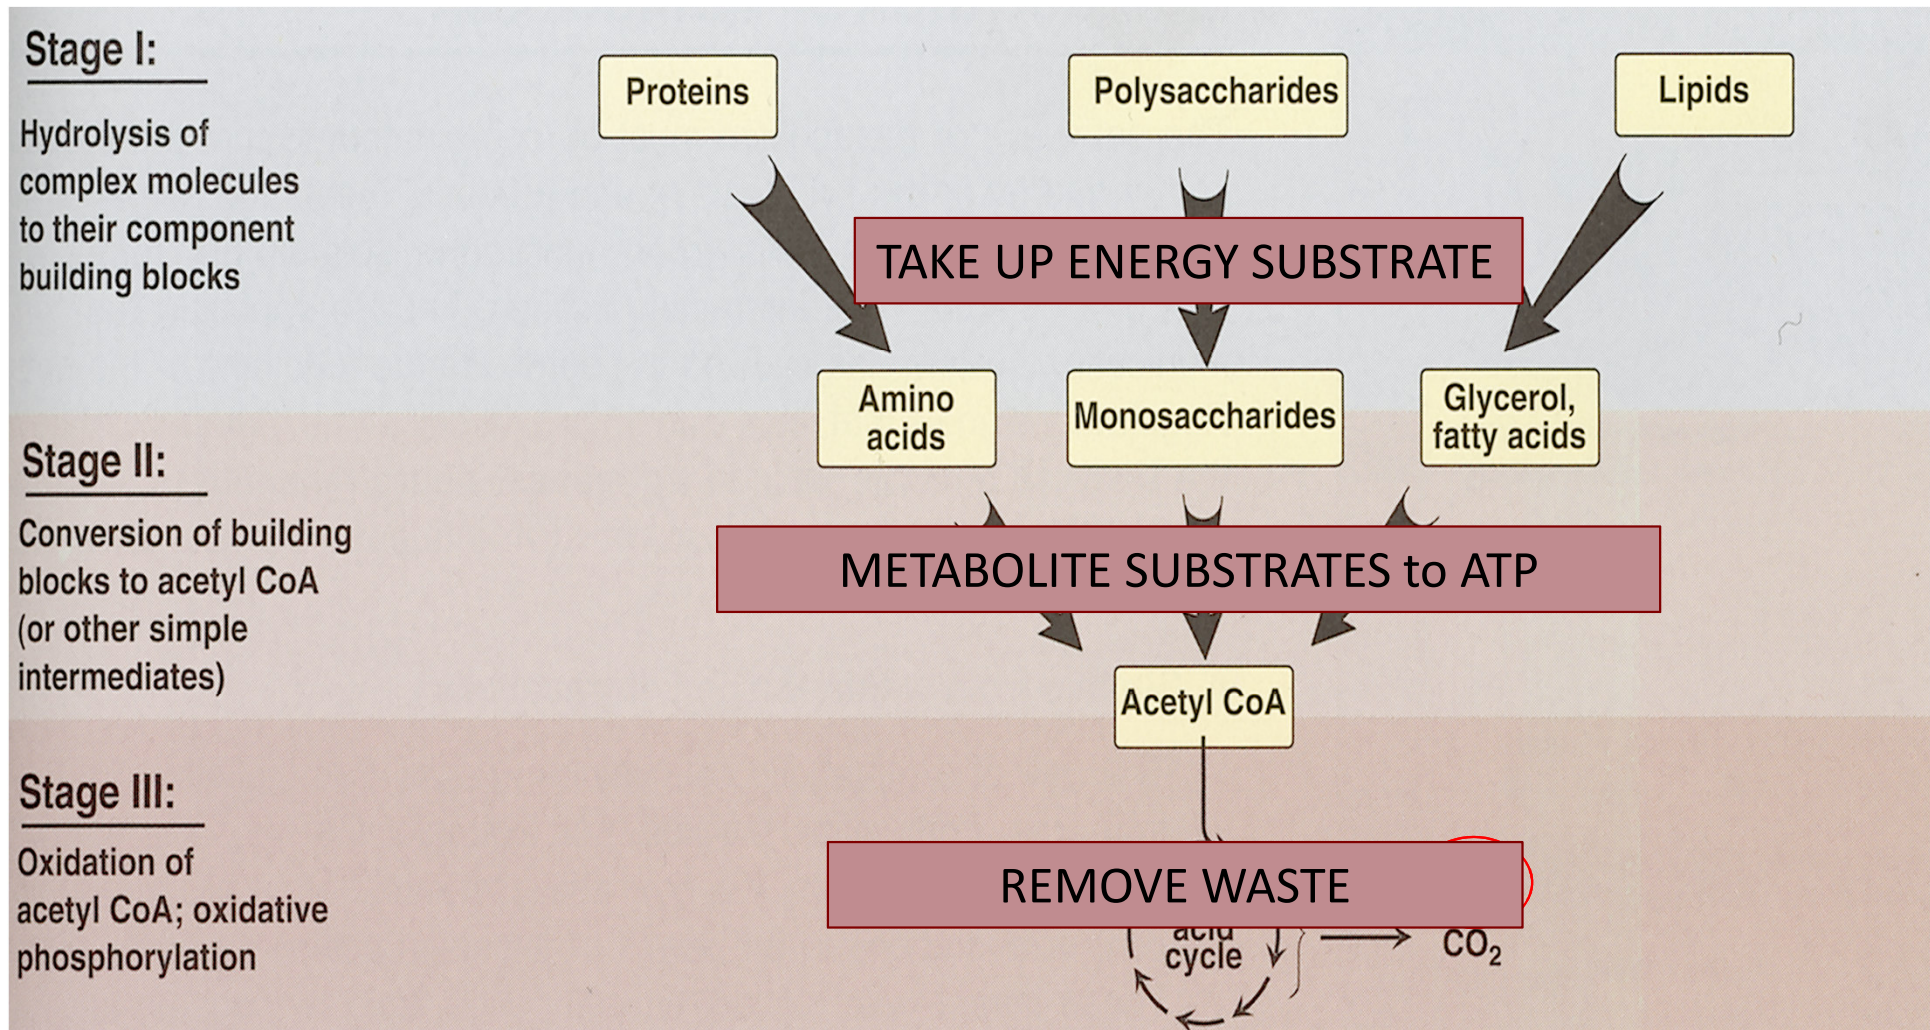 Stage I:
Hydrolysis of
complex molecules
to their component
building blocks
Proteins
Polysaccharides
Lipids
TAKE UP ENERGY SUBSTRATE
Amino
acids
Monosaccharides
Glycerol,
fatty acids
Stage II:
Conversion of building
blocks to acetyl CoA
(or other simple
intermediates)
METABOLITE SUBSTRATES to ATP
Acetyl CoA
Stage III:
Oxidation of
acetyl CoA; oxidative
phosphorylation
REMOVE WASTE
acid
cycle
CO₂